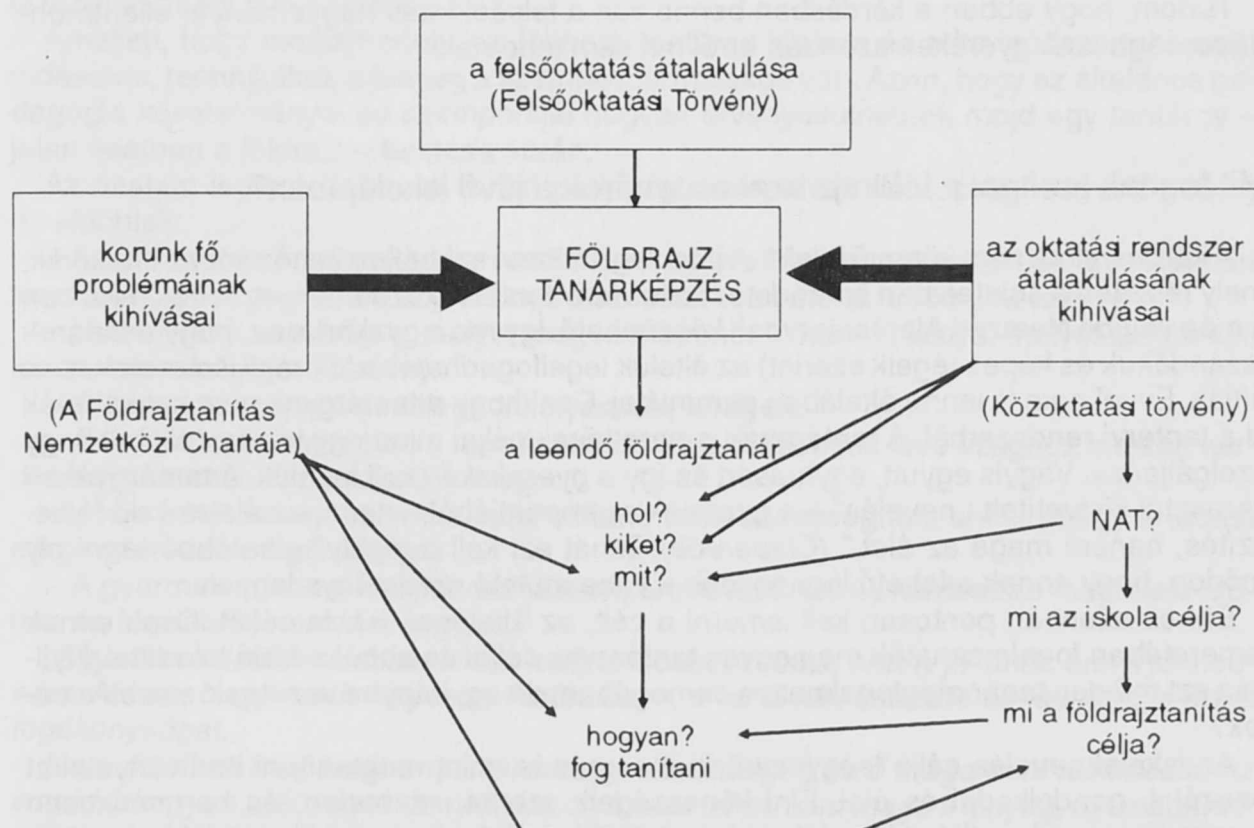 a felsőoktatás átalakulása
(Felsőoktatási Törvény)
korunk fő
problémáinak
kihívásai
FÖLDRAJZ
TANÁRKÉPZÉS
az oktatási rendszer
átalakulásának
kihívásai
(A Földrajztanítás
Nemzetközi Chartája)
a leendő földrajztanár
(Közoktatási törvény)
hol?
kiket?
mit?
NAT?
mi az iskola célja?
hogyan?
fog tanítani
mi a földrajztanítás
célja?